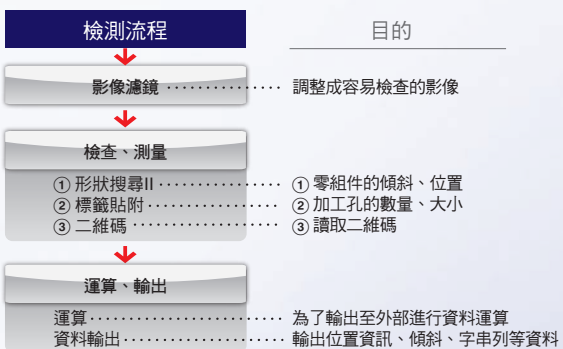 檢測流程 目的
影像濾鏡 ‧‧‧‧‧‧‧‧‧‧‧‧‧‧‧ 調整成容易檢查的影像
檢查、測量
① 形狀搜尋II ‧‧‧‧‧‧‧‧‧‧‧‧‧‧‧ ① 零組件的傾斜、位置
② 標籤貼附 ‧‧‧‧‧‧‧‧‧‧‧‧‧‧‧ ② 加工孔的數量、大小
③ 二維碼 ‧‧‧‧‧‧‧‧‧‧‧‧‧‧‧‧‧ ③ 讀取二維碼
運算、輸出
運算 ‧‧‧‧‧‧‧‧‧‧‧‧‧‧‧‧‧‧‧‧‧‧‧‧ 為了輸出至外部進行資料運算
資料輸出 ‧‧‧‧‧‧‧‧‧‧‧‧‧‧‧‧‧‧‧‧ 輸出位置資訊、傾斜、字串列等資料